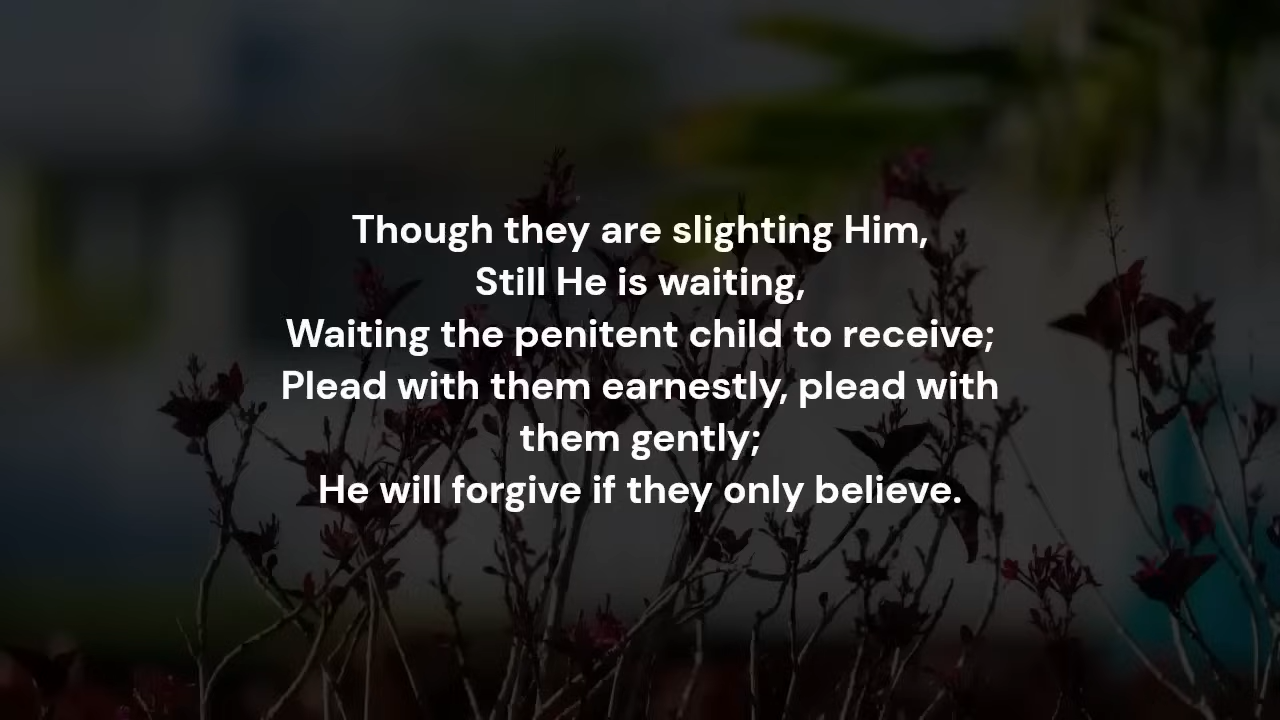 Though they are slighting Him,
Still He is waiting,
Waiting the penitent child to receive;
Plead with them earnestly, plead with
them gently;
He will forgive if they only believe.